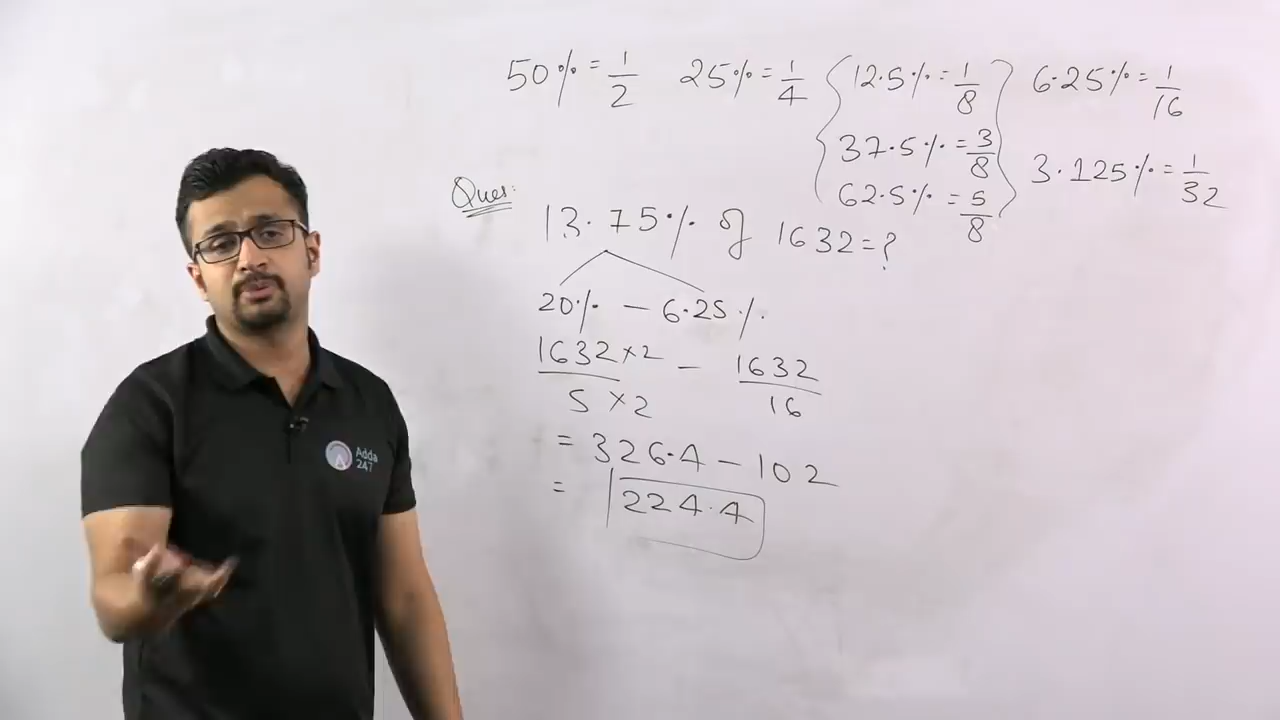 50% = 1/2 25% = 1/4 12.5% = 1/8 6.25% = 1/16
37.5% = 3/8 3.125% = 1/32
62.5% = 5/8
Ques:
13.75% of 1632 = ?
20% - 6.25%
1632×2/5×2 - 1632/16
= 326.4 - 102
= 224.4
Adda
247